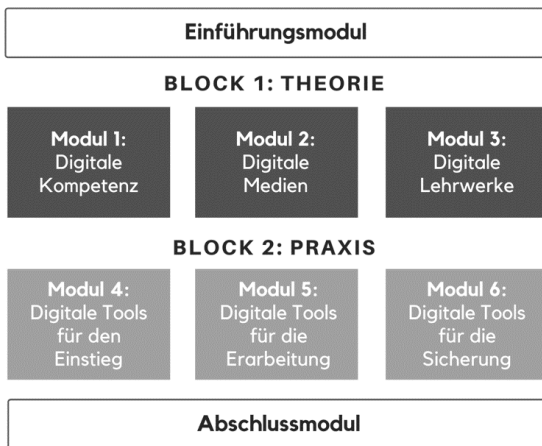 Einführungsmodul
BLOCK 1: THEORIE
Modul 1:
Digitale
Kompetenz
Modul 2:
Digitale
Medien
Modul 3:
Digitale
Lehrwerke
BLOCK 2: PRAXIS
Modul 4:
Digitale Tools
für den
Einstieg
Modul 5:
Digitale Tools
für die
Erarbeitung
Modul 6:
Digitale Tools
für die
Sicherung
Abschlussmodul